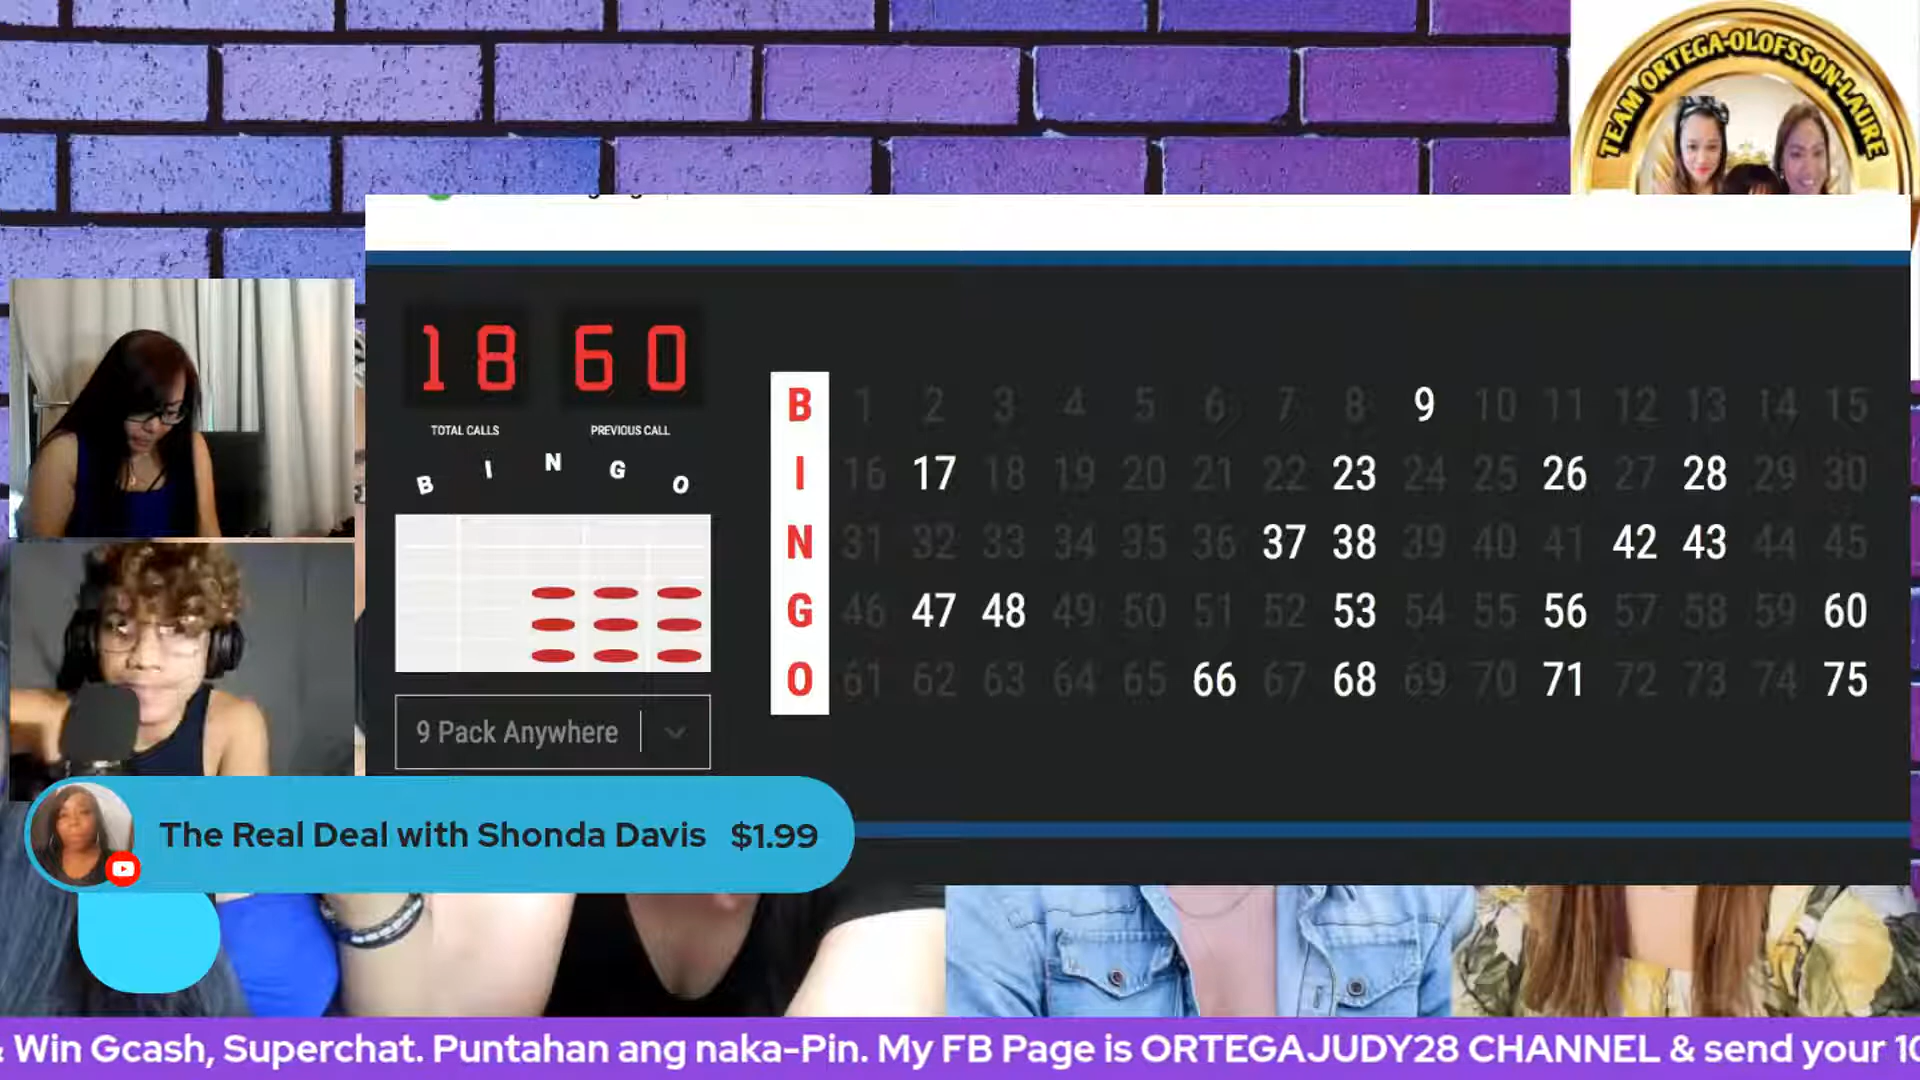 TEAM ORTEGA-OLOFSSON-LAURE
18 60
TOTAL CALLS PREVIOUS CALL
B I N G O
9 Pack Anywhere
B 1 2 3 4 5 6 7 8 9 10 11 12 13 14 15
I 16 17 18 19 20 21 22 23 24 25 26 27 28 29 30
N 31 32 33 34 35 36 37 38 39 40 41 42 43 44 45
G 46 47 48 49 50 51 52 53 54 55 56 57 58 59 60
O 61 62 63 64 65 66 67 68 69 70 71 72 73 74 75
The Real Deal with Shonda Davis $1.99
& Win Gcash, Superchat. Puntahan ang naka-Pin. My FB Page is ORTEGAJUDY28 CHANNEL & send your 10